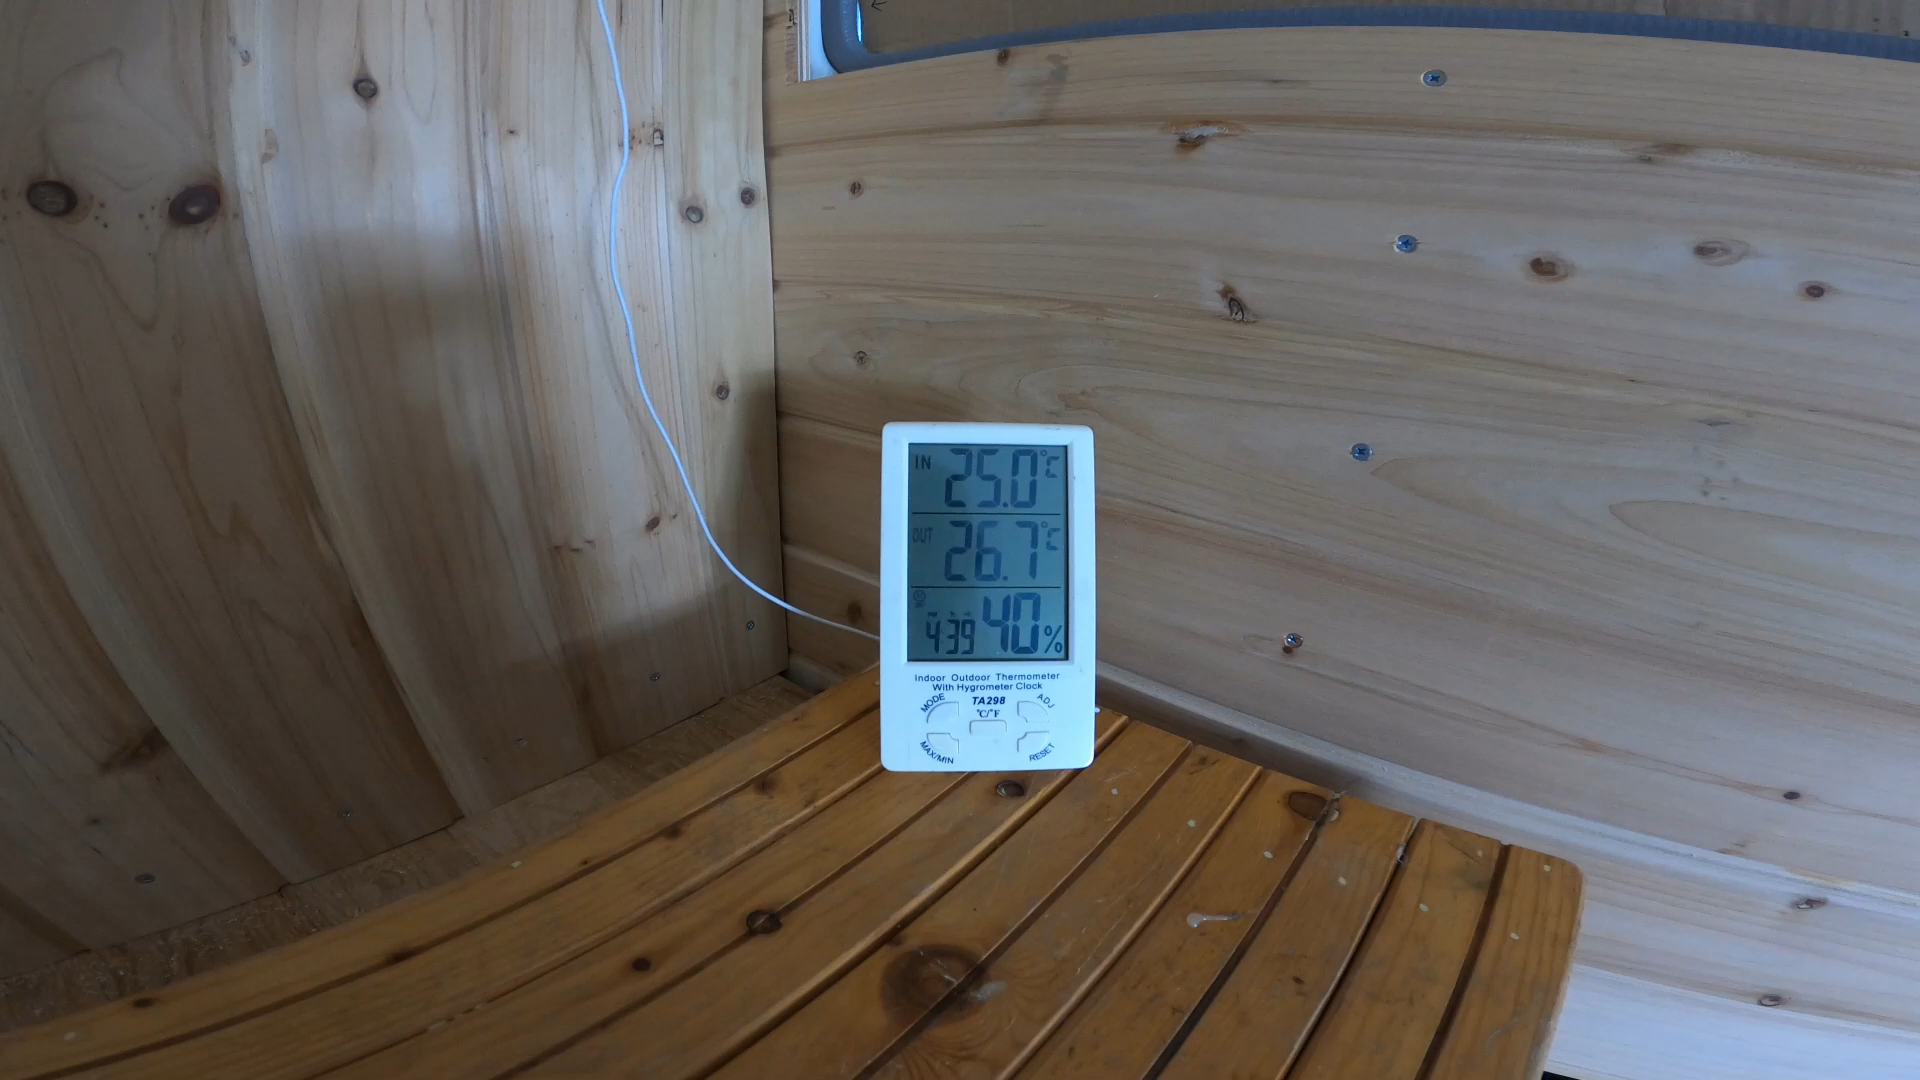 IN 25.0°C
OUT 26.7°C
4:39 40%
Indoor Outdoor Thermometer
With Hygrometer Clock
MODE TA298 ADJ
°C/°F
MAX/MIN RESET